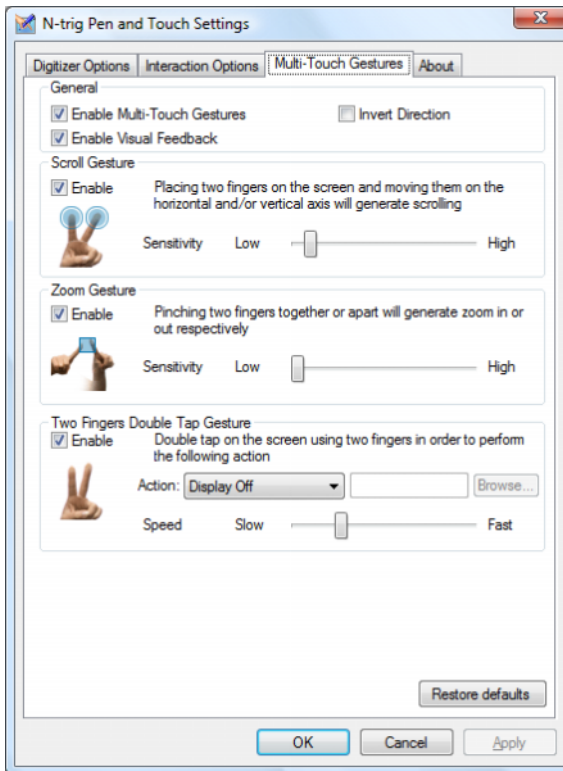 N-trig Pen and Touch Settings
Digitizer Options Interaction Options Multi-Touch Gestures About
General
Enable Multi-Touch Gestures Invert Direction
Enable Visual Feedback
Scroll Gesture
Enable Placing two fingers on the screen and moving them on the
horizontal and/or vertical axis will generate scrolling
Sensitivity Low High
Zoom Gesture
Enable Pinching two fingers together or apart will generate zoom in or
out respectively
Sensitivity Low High
Two Fingers Double Tap Gesture
Enable Double tap on the screen using two fingers in order to perform
the following action
Action: Display Off Browse...
Speed Slow Fast
Restore defaults
OK Cancel Apply